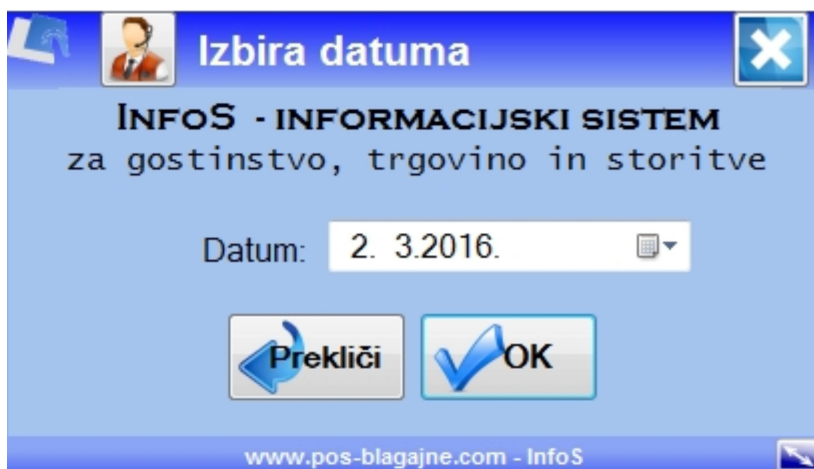 Izbira datuma
INFOS - INFORMACIJSKI SISTEM
za gostinstvo, trgovino in storitve
Datum: 2. 3.2016.
Prekliči OK
www.pos-blagajne.com - InfoS